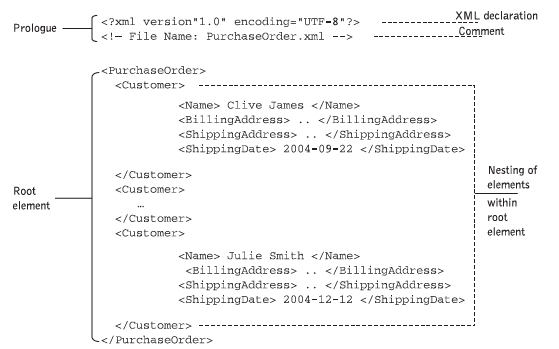 Prologue
<?xml version"1.0" encoding="UTF-8"?>
XML declaration
<!— File Name: PurchaseOrder.xml -->
Comment
<PurchaseOrder>
<Customer>
<Name> Clive James </Name>
<BillingAddress> .. </BillingAddress>
<ShippingAddress> .. </ShippingAddress>
<ShippingDate> 2004-09-22 </ShippingDate>
</Customer>
<Customer>
…
</Customer>
<Customer>
<Name> Julie Smith </Name>
<BillingAddress> .. </BillingAddress>
<ShippingAddress> .. </ShippingAddress>
<ShippingDate> 2004-12-12 </ShippingDate>
</Customer>
</PurchaseOrder>
Root
element
Nesting of
elements
within
root
element